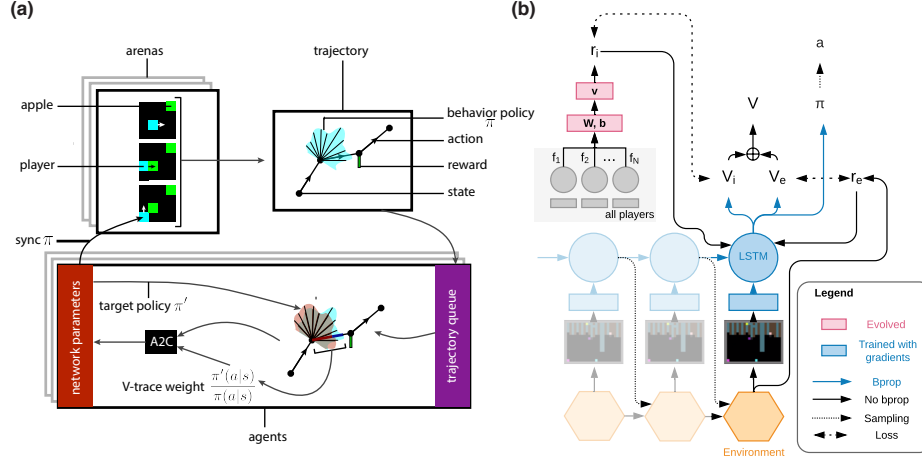 (a)
arenas
trajectory
apple
player
sync π
behavior policy
π
action
reward
state
network parameters
target policy π′
A2C
V-trace weight π′(a|s)
π(a|s)
trajectory queue
agents
(b)
r_i
v
W, b
f_1 f_2 ... f_N
all players
a
π
V
V_i V_e r_e
LSTM
Environment
Legend
Evolved
Trained with
gradients
Bprop
No bprop
Sampling
Loss